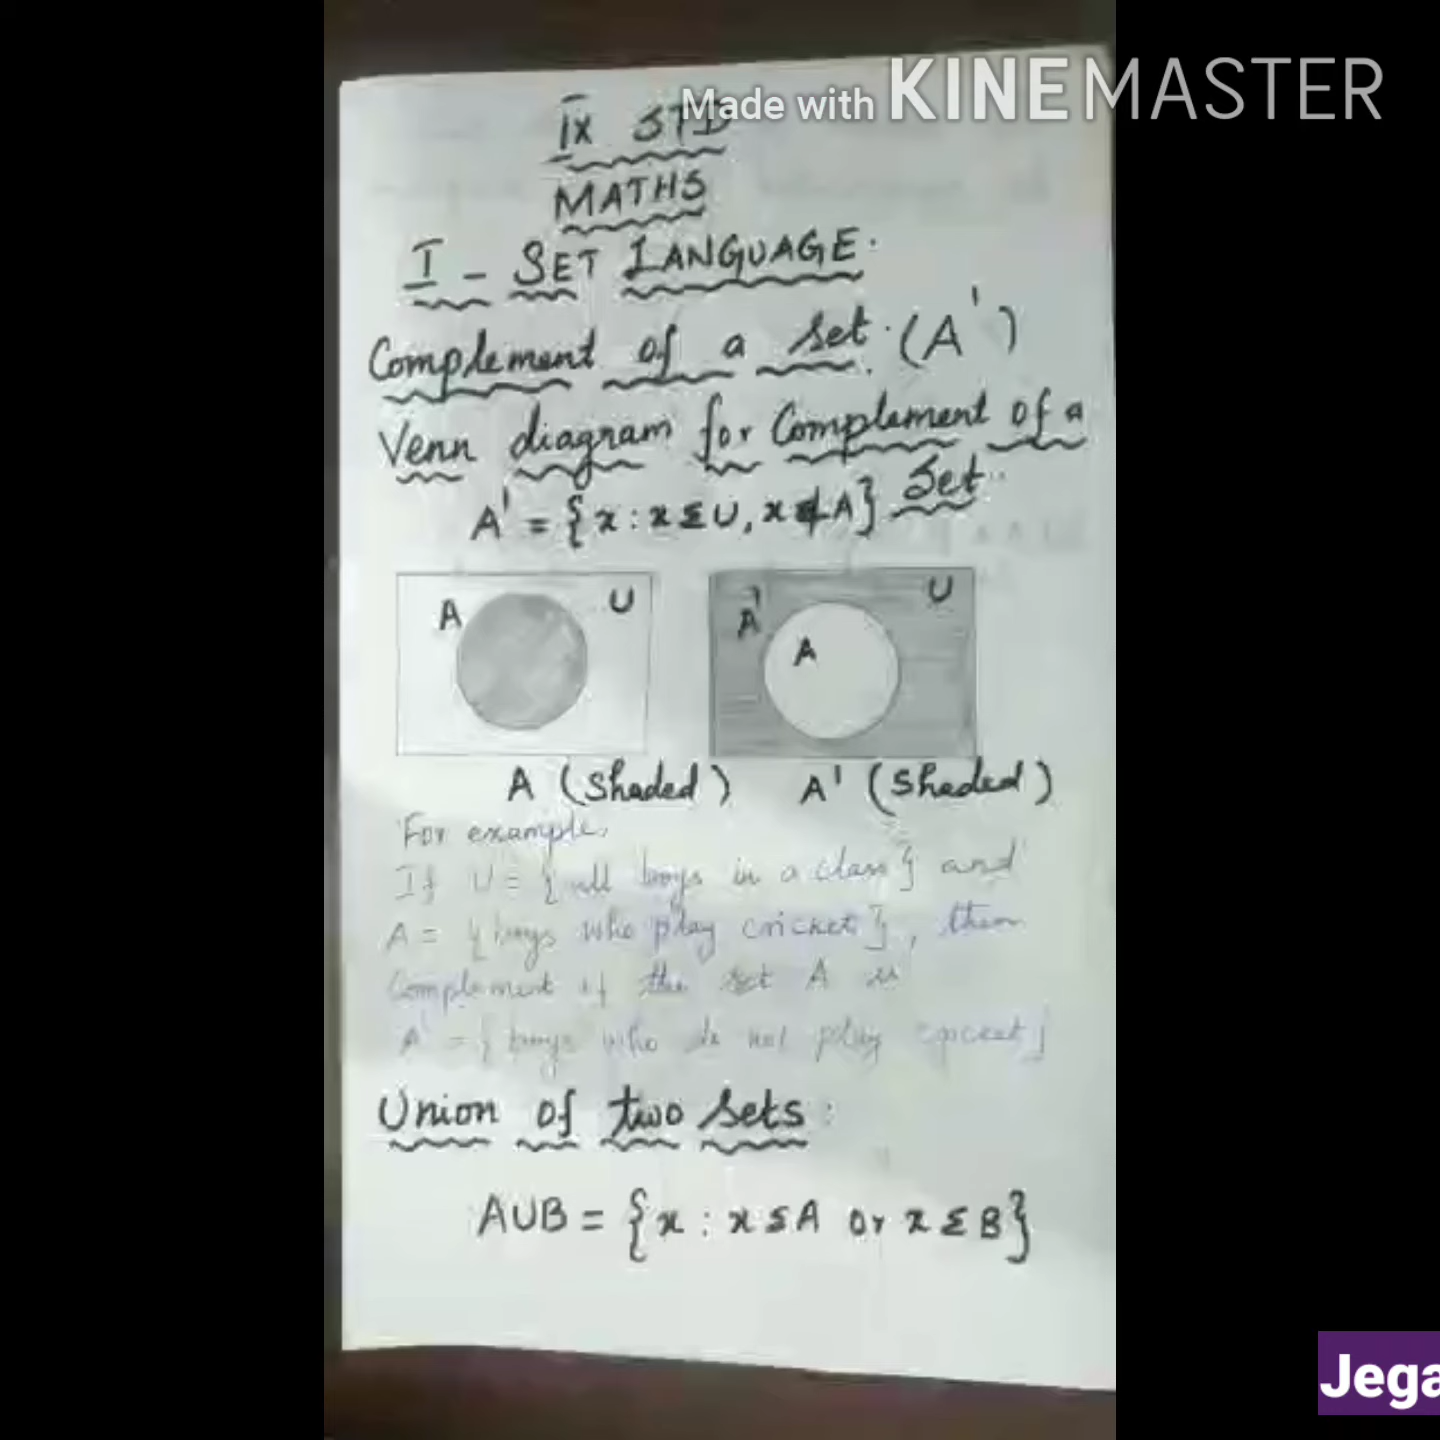 Made with KINEMASTER
IX STD
MATHS
I - SET LANGUAGE.
Complement of a set. (A')
Venn diagram for Complement of a
Set..
A' = {x : x Σ U, x ∉ A}
A U
A' A U
A (Shaded) A' (Shaded)
For example,
If U = {all boys in a class} and
A = {boys who play cricket}, then
Complement of the set A is
A' = {boys who do not play cricket}
Union of two sets:
AUB = {x : x Σ A or x Σ B}
Jega